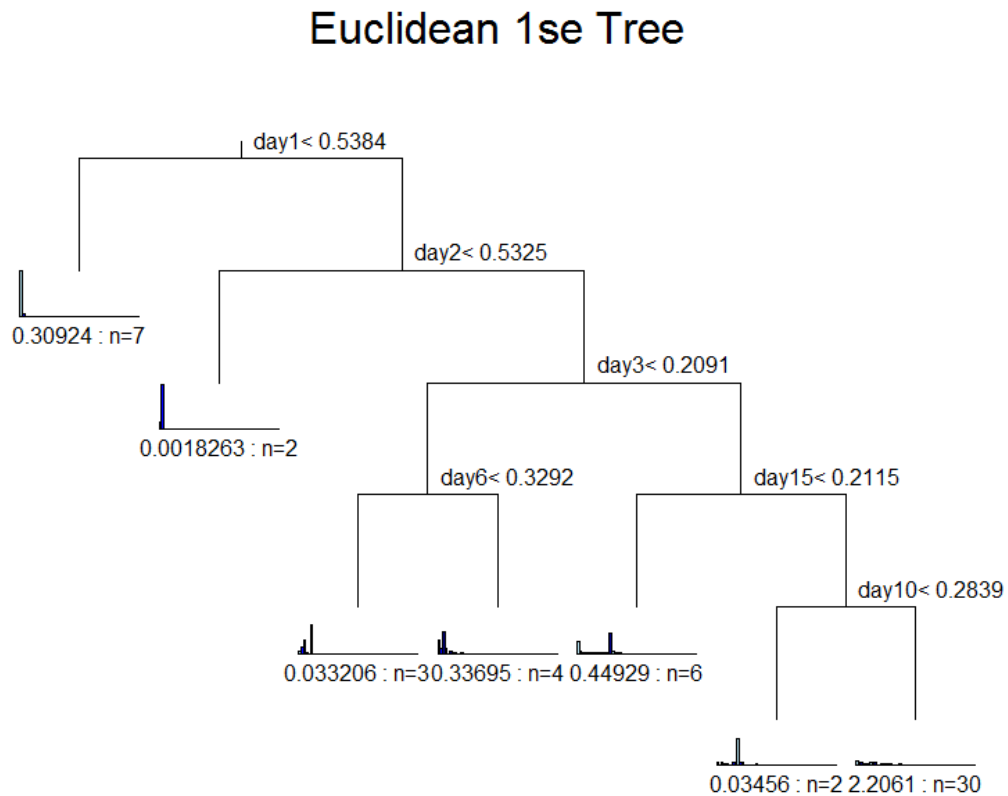 Euclidean 1se Tree
day1< 0.5384
day2< 0.5325
0.30924 : n=7
day3< 0.2091
0.0018263 : n=2
day6< 0.3292
day15< 0.2115
day10< 0.2839
0.033206 : n=3
0.33695 : n=4
0.44929 : n=6
0.03456 : n=2
2.2061 : n=30